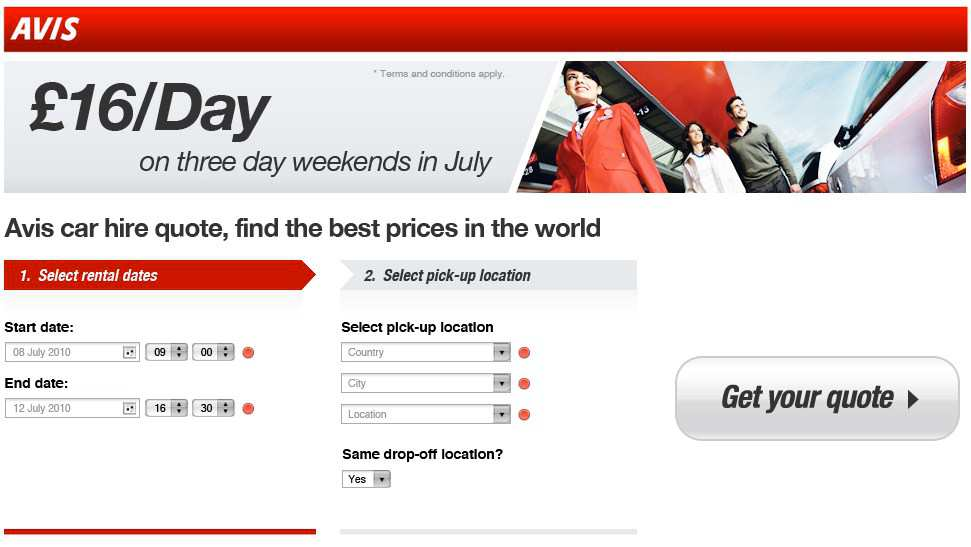 AVIS
* Terms and conditions apply.
£16/Day
on three day weekends in July
Avis car hire quote, find the best prices in the world
1. Select rental dates
Start date:
08 July 2010 09 00
End date:
12 July 2010 16 30
2. Select pick-up location
Select pick-up location
Country
City
Location
Same drop-off location?
Yes
Get your quote